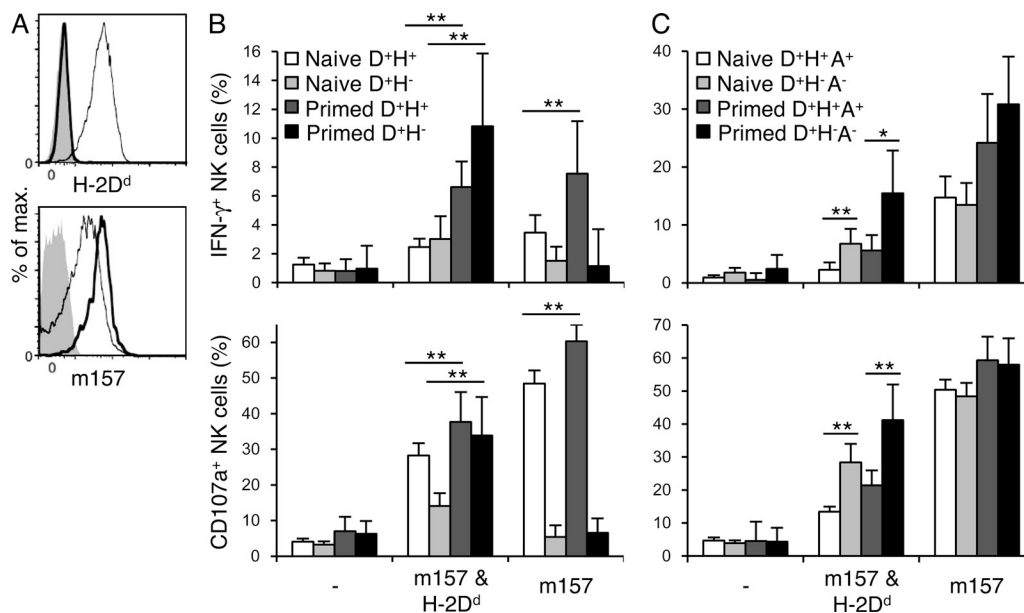 A
0
H-2Dᵈ
% of max.
0
m157
B
IFN-γ⁺ NK cells (%)
16
14
12
10
8
6
4
2
0
Naive D⁺H⁺
Naive D⁺H⁻
Primed D⁺H⁺
Primed D⁺H⁻
**
**
**
CD107a⁺ NK cells (%)
60
50
40
30
20
10
0
**
**
**
-
m157 &
H-2Dᵈ
m157
C
40
30
20
10
0
Naive D⁺H⁺A⁺
Naive D⁺H⁻A⁻
Primed D⁺H⁺A⁺
Primed D⁺H⁻A⁻
**
*
70
60
50
40
30
20
10
0
**
**
-
m157 &
H-2Dᵈ
m157